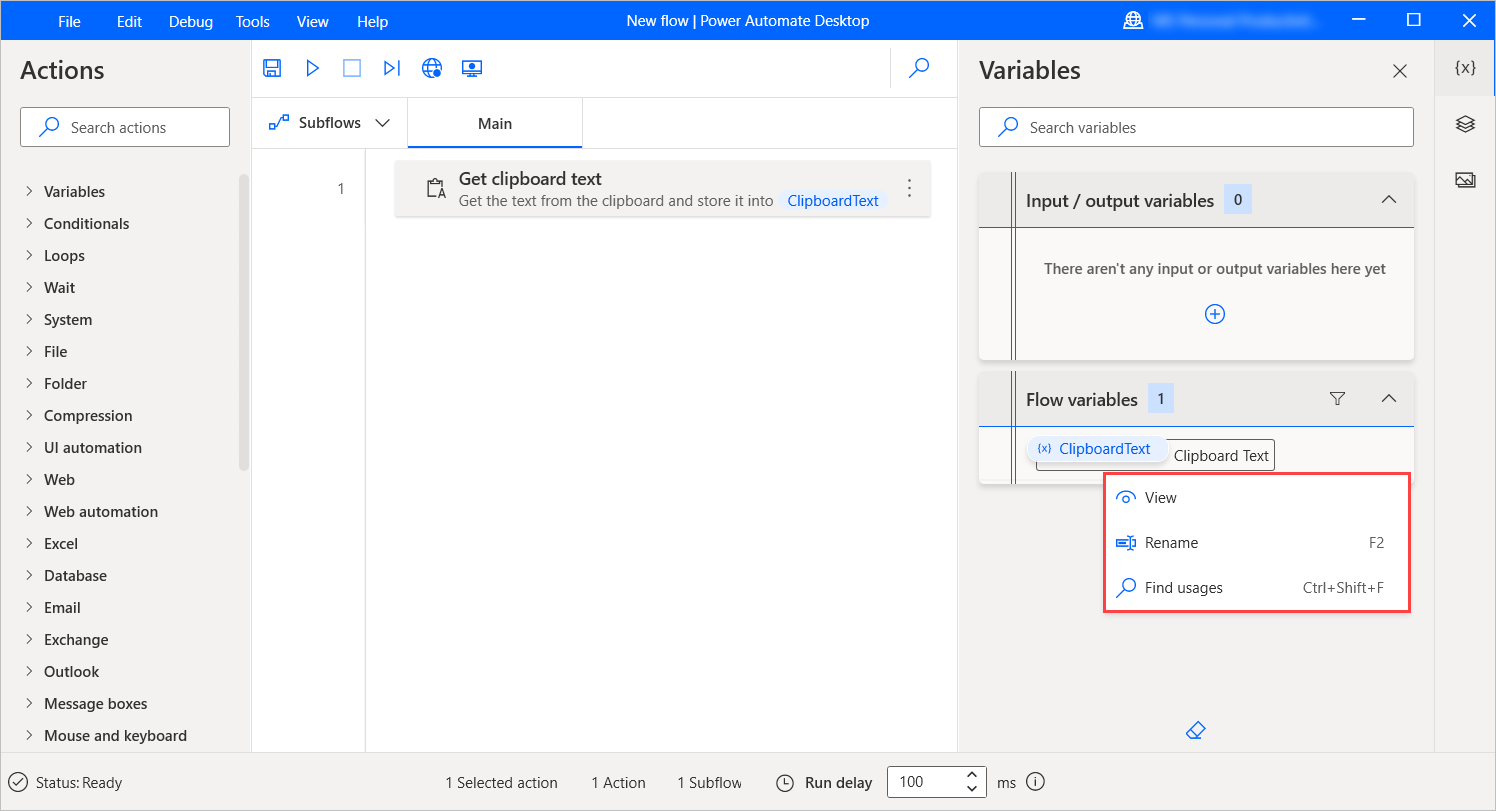 File Edit Debug Tools View Help New flow | Power Automate Desktop
Actions
Search actions
Variables
Conditionals
Loops
Wait
System
File
Folder
Compression
UI automation
Web
Web automation
Excel
Database
Email
Exchange
Outlook
Message boxes
Mouse and keyboard
Subflows Main
1
Get clipboard text
Get the text from the clipboard and store it into ClipboardText
Variables
{x}
Search variables
Input / output variables 0
There aren't any input or output variables here yet
Flow variables 1
{x} ClipboardText Clipboard Text
View
Rename F2
Find usages Ctrl+Shift+F
Status: Ready 1 Selected action 1 Action 1 Subflow Run delay 100 ms